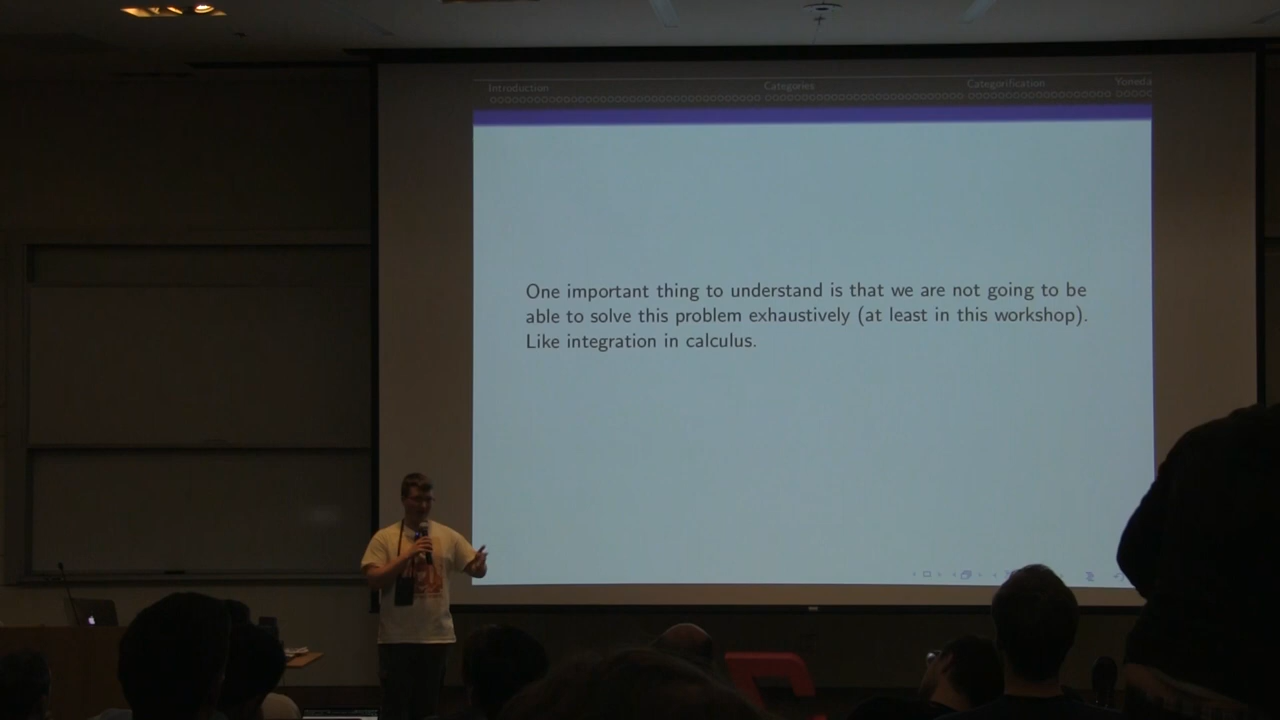 Introduction Categories Categorification Yoneda
One important thing to understand is that we are not going to be
able to solve this problem exhaustively (at least in this workshop).
Like integration in calculus.